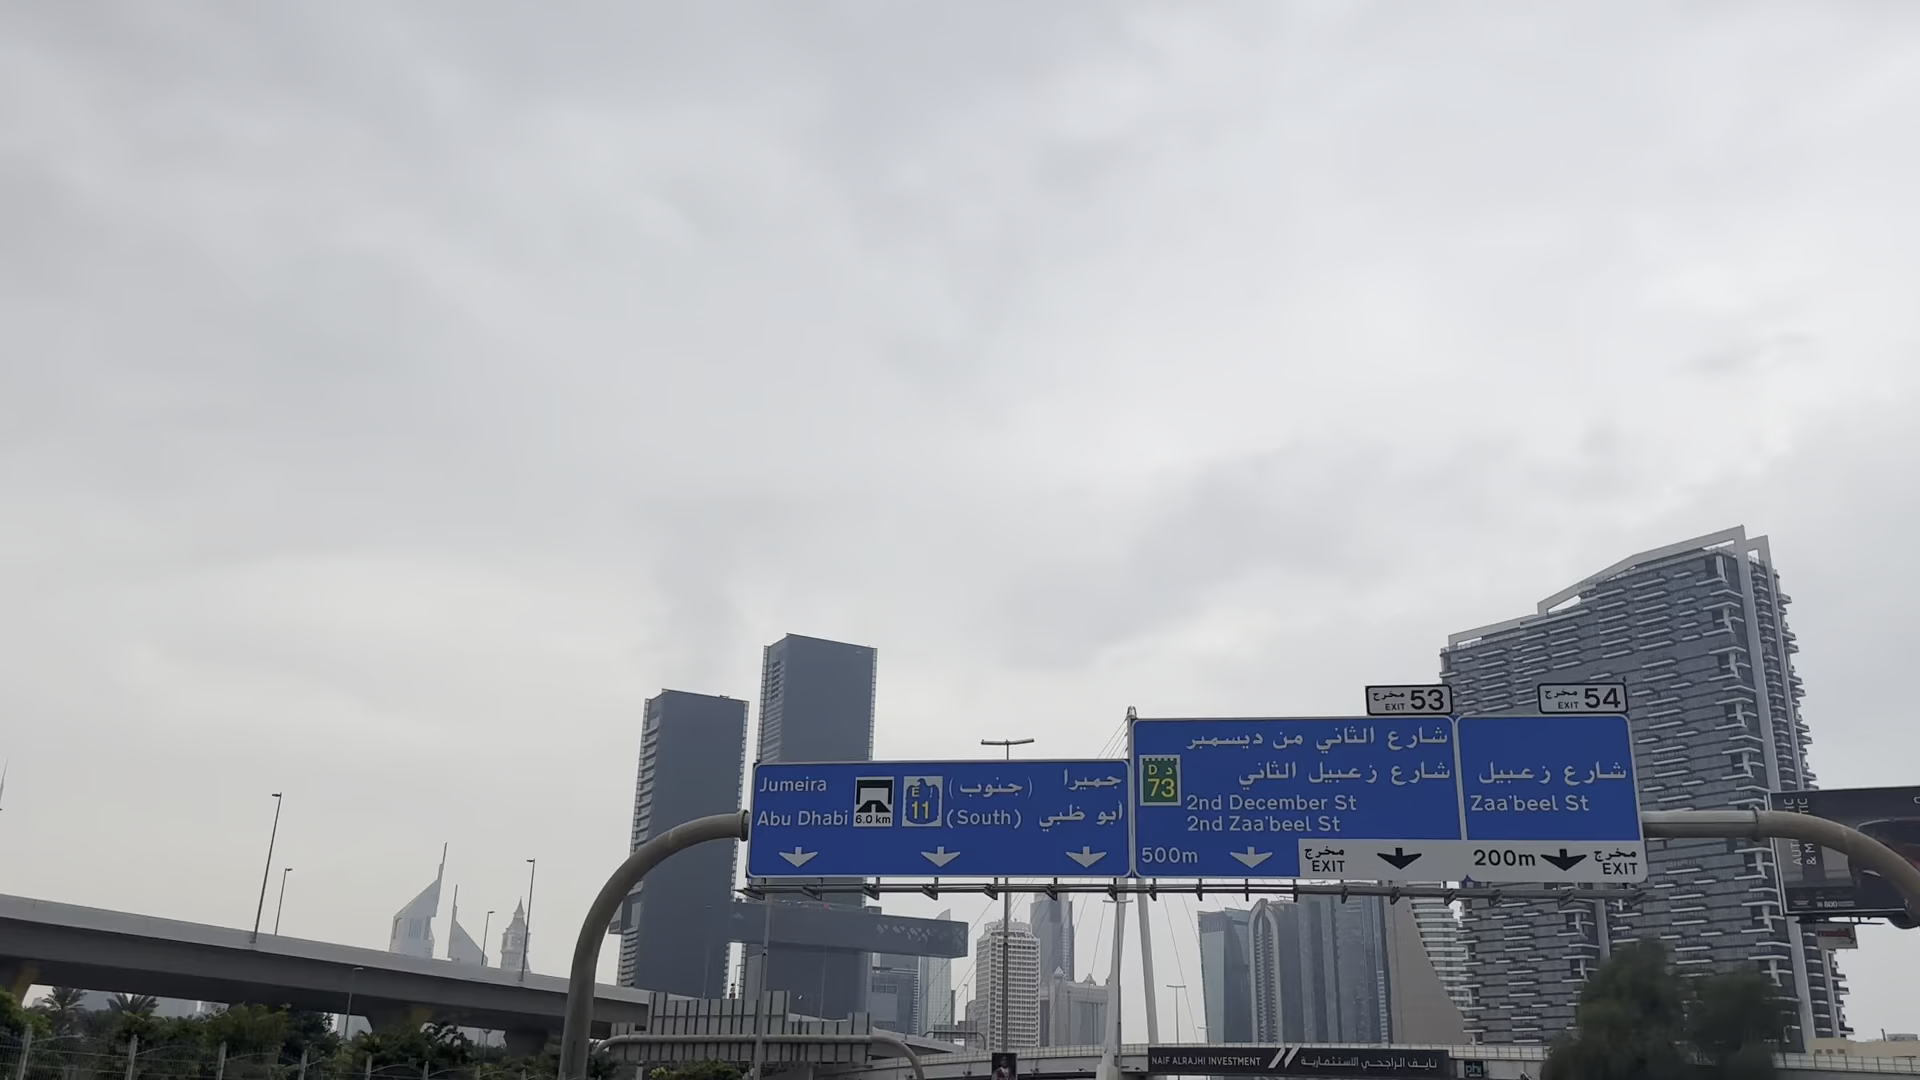 Jumeira
Abu Dhabi
6.0 km
E
11
(جنوب)
(South)
جميرا
أبو ظبي
مخرج
EXIT 53
شارع الثاني من ديسمبر
شارع زعبيل الثاني
D د
73
2nd December St
2nd Zaa'beel St
500m
مخرج
EXIT
مخرج
EXIT 54
شارع زعبيل
Zaa'beel St
200m
مخرج
EXIT
NAIF ALRAJHI INVESTMENT
نايف الراجحي الاستثمارية
phi
800